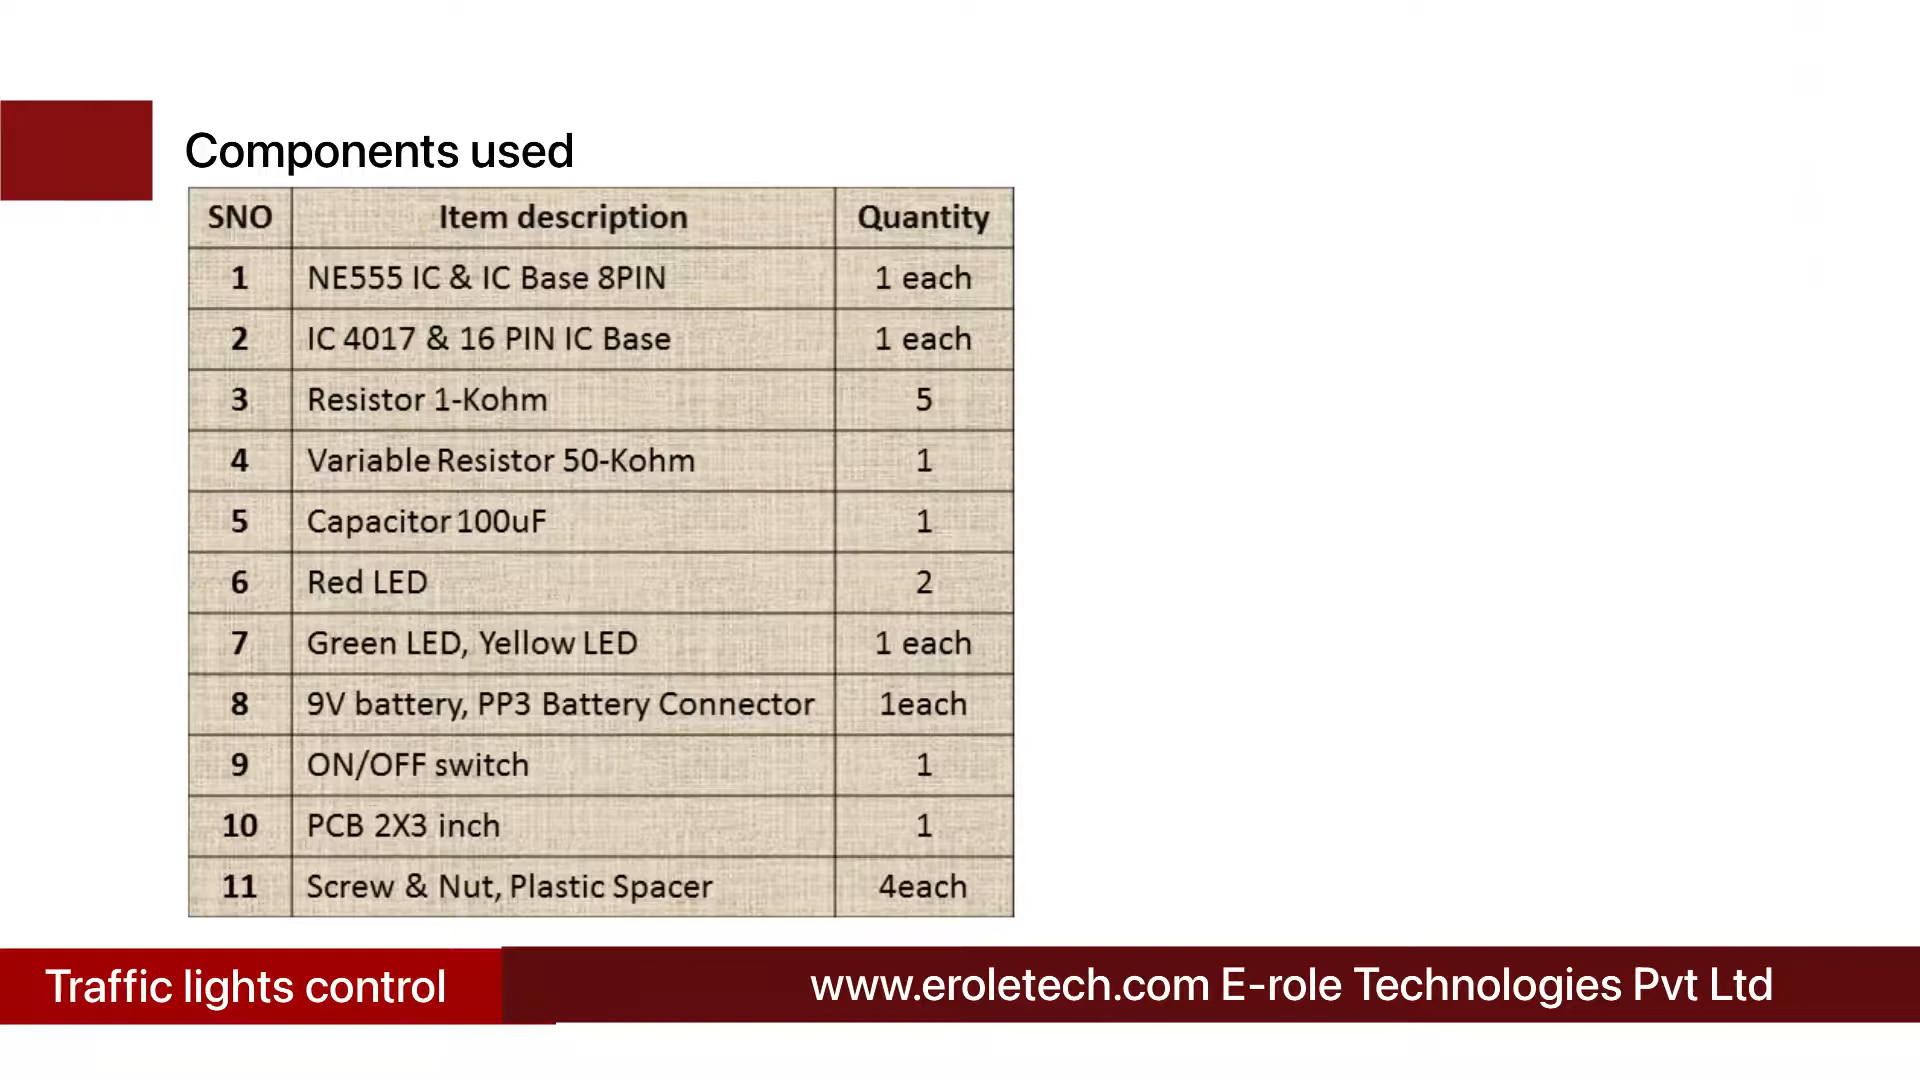 Components used
SNO Item description Quantity
1 NE555 IC & IC Base 8PIN 1 each
2 IC 4017 & 16 PIN IC Base 1 each
3 Resistor 1-Kohm 5
4 Variable Resistor 50-Kohm 1
5 Capacitor 100uF 1
6 Red LED 2
7 Green LED, Yellow LED 1 each
8 9V battery, PP3 Battery Connector 1each
9 ON/OFF switch 1
10 PCB 2X3 inch 1
11 Screw & Nut, Plastic Spacer 4each
Traffic lights control www.eroletech.com E-role Technologies Pvt Ltd